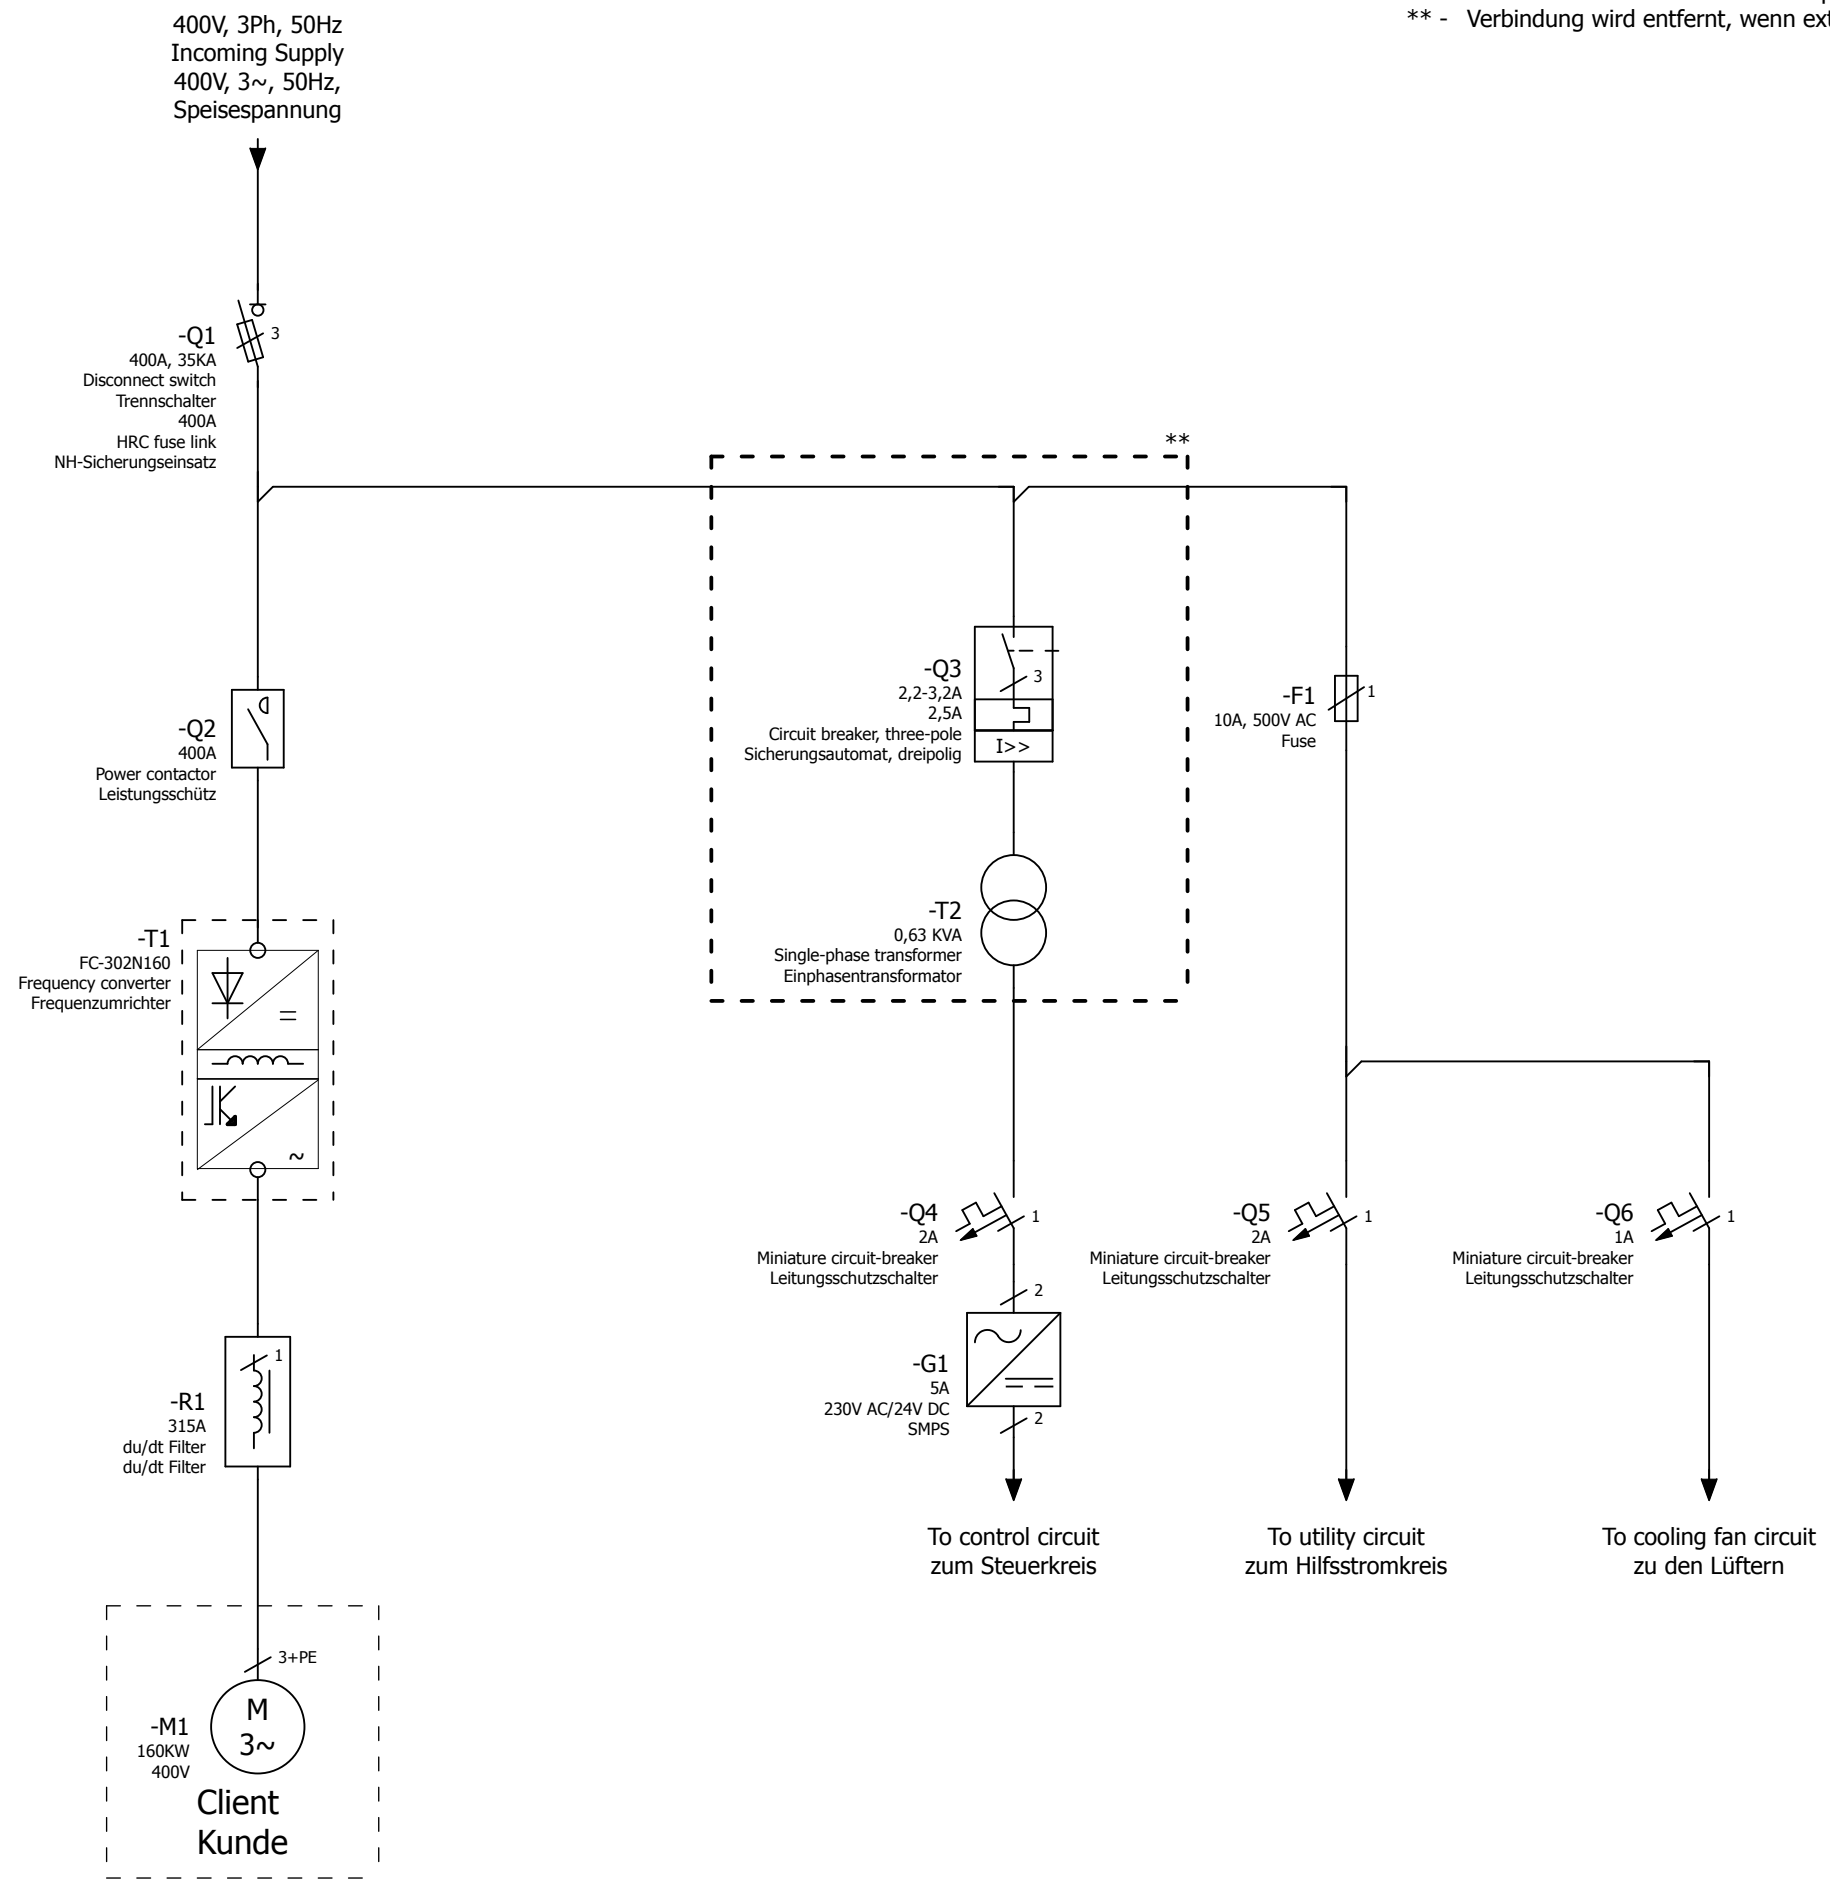 400V, 3Ph, 50Hz
Incoming Supply
400V, 3~, 50Hz,
Speisespannung
** - Verbindung wird entfernt, wenn
-Q1
400A, 35KA
Disconnect switch
Trennschalter
400A
HRC fuse link
NH-Sicherungseinsatz
3
**
-Q2
400A
Power contactor
Leistungsschütz
-Q3
2,2-3,2A
2,5A
Circuit breaker, three-pole
Sicherungsautomat, dreipolig
3
I>>
-F1
10A, 500V AC
Fuse
1
-T1
FC-302N160
Frequency converter
Frequenzumrichter
=
~
-T2
0,63 KVA
Single-phase transformer
Einphasentransformator
-Q4
2A
Miniature circuit-breaker
Leitungsschutzschalter
1
-Q5
2A
Miniature circuit-breaker
Leitungsschutzschalter
1
-Q6
1A
Miniature circuit-breaker
Leitungsschutzschalter
1
2
-G1
5A
230V AC/24V DC
SMPS
2
-R1
315A
du/dt Filter
du/dt Filter
1
To control circuit
zum Steuerkreis
To utility circuit
zum Hilfsstromkreis
To cooling fan circuit
zu den Lüftern
3+PE
-M1
160KW
400V
M
3~
Client
Kunde